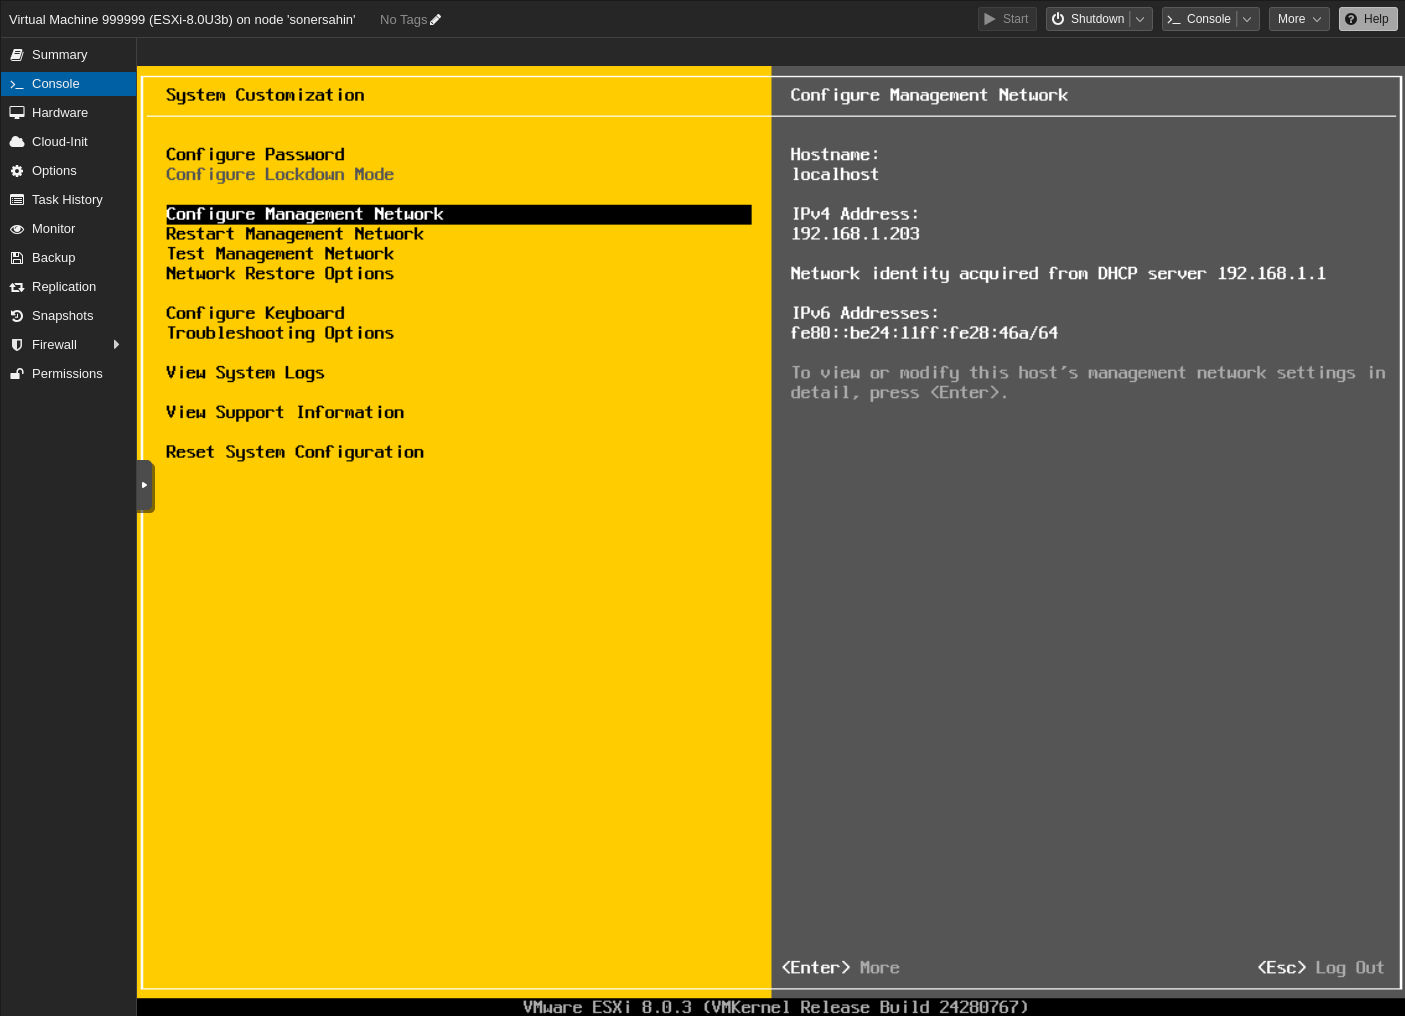 Virtual Machine 999999 (ESXi-8.0U3b) on node 'sonersahin'
No Tags
Start
Shutdown
Console
More
Help
Summary
Console
Hardware
Cloud-Init
Options
Task History
Monitor
Backup
Replication
Snapshots
Firewall
Permissions
System Customization
Configure Password
Configure Lockdown Mode
Configure Management Network
Restart Management Network
Test Management Network
Network Restore Options
Configure Keyboard
Troubleshooting Options
View System Logs
View Support Information
Reset System Configuration
Configure Management Network
Hostname:
localhost
IPv4 Address:
192.168.1.203
Network identity acquired from DHCP server 192.168.1.1
IPv6 Addresses:
fe80::be24:11ff:fe28:46a/64
To view or modify this host's management network settings in
detail, press <Enter>.
<Enter> More
<Esc> Log Out
VMware ESXi 8.0.3 (VMKernel Release Build 24280767)